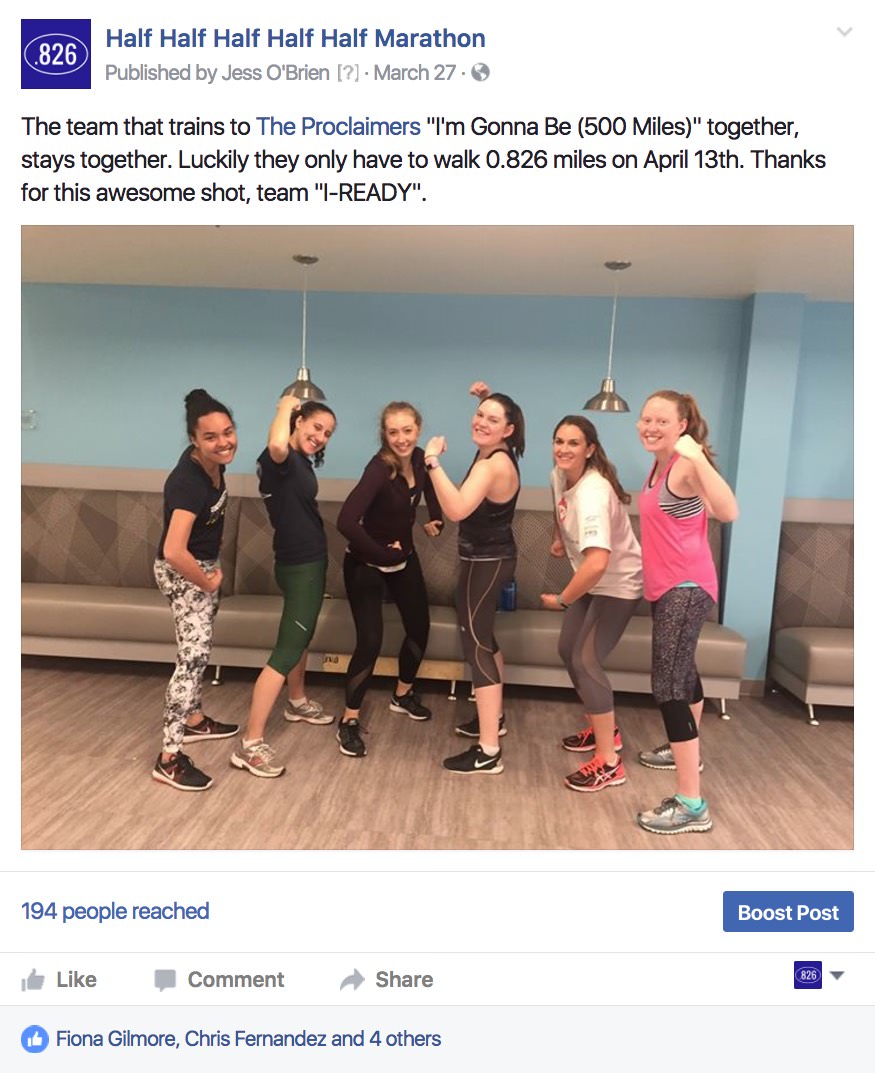 .826
Half Half Half Half Half Marathon
Published by Jess O'Brien [?] · March 27 ·
The team that trains to The Proclaimers "I'm Gonna Be (500 Miles)" together,
stays together. Luckily they only have to walk 0.826 miles on April 13th. Thanks
for this awesome shot, team "I-READY".
194 people reached
Boost Post
Like
Comment
Share
826
Fiona Gilmore, Chris Fernandez and 4 others